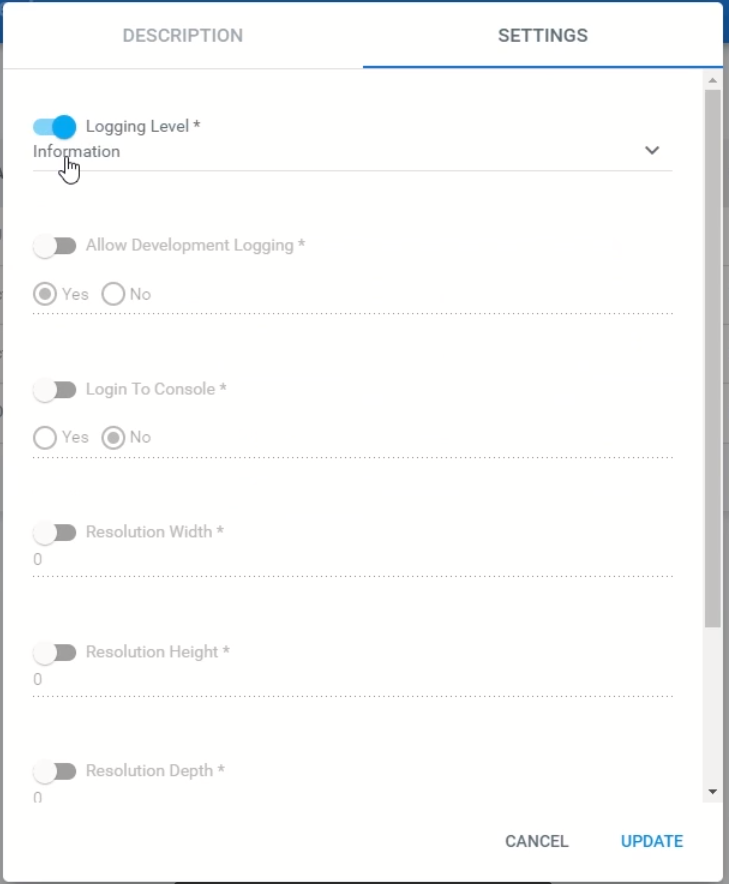 DESCRIPTION SETTINGS
Logging Level *
Information
Allow Development Logging *
Yes No
Login To Console *
Yes No
Resolution Width *
0
Resolution Height *
0
Resolution Depth *
0
CANCEL UPDATE